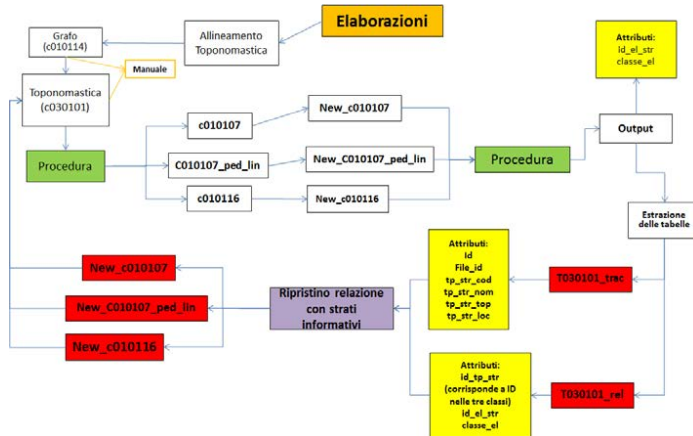 Elaborazioni
Allineamento
Toponomastica
Grafo
(c010114)
Manuale
Toponomastica
(c030101)
Procedura
c010107
C010107_ped_lin
c010116
New_c010107
New_C010107_ped_lin
New_c010116
Procedura
Output
Attributi:
Id_el_str
classe_el
Estrazione
delle tabelle
T030101_trac
T030101_rel
Attributi:
Id
File_id
tp_str_cod
tp_str_nom
tp_str_top
tp_str_loc
Attributi:
id_tp_str
(corrisponde a ID
nelle tre classi)
id_el_str
classe_el
Ripristino relazione
con strati
informativi
New_c010107
New_C010107_ped_lin
New_c010116